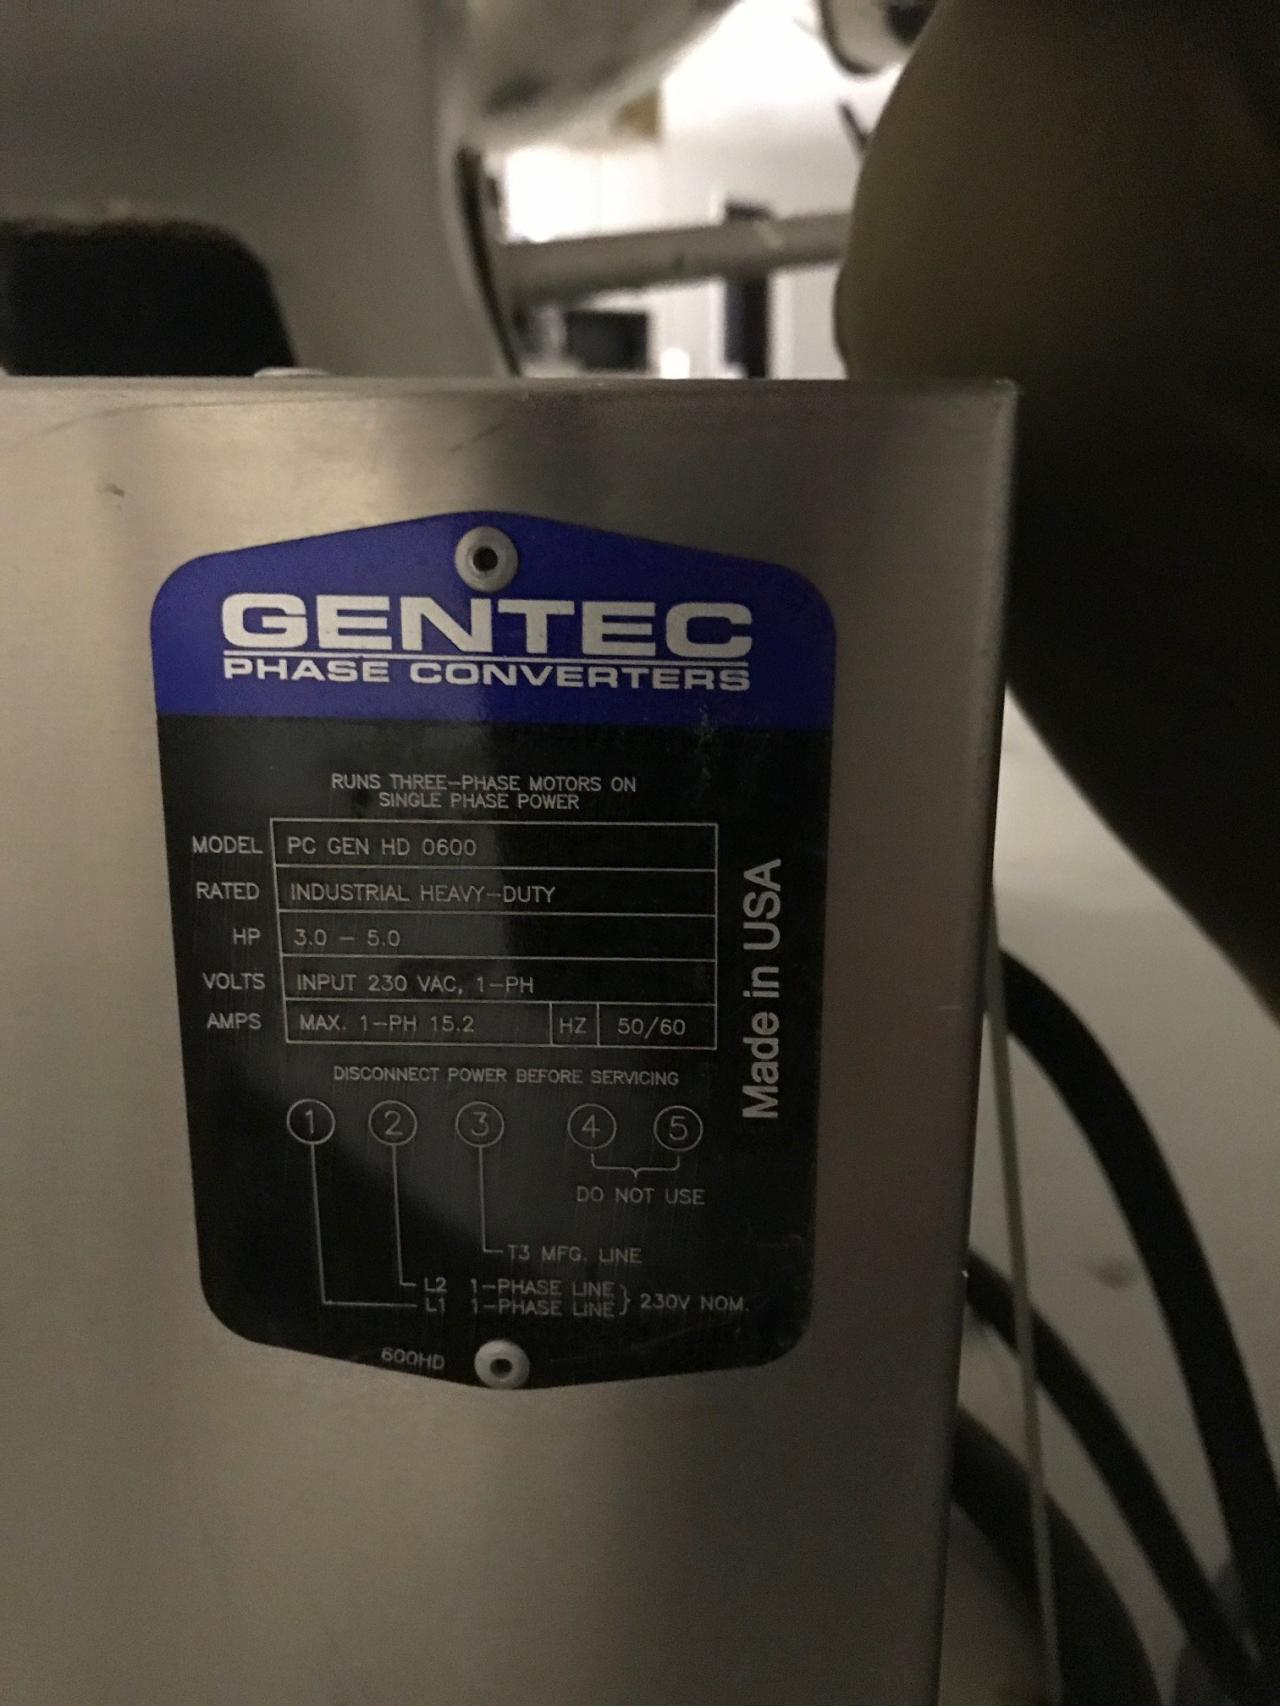 GENTEC
PHASE CONVERTERS
RUNS THREE-PHASE MOTORS ON
SINGLE PHASE POWER
MODEL PC GEN HD 0600
RATED INDUSTRIAL HEAVY-DUTY
HP 3.0 - 5.0
VOLTS INPUT 230 VAC, 1-PH
AMPS MAX. 1-PH 15.2 HZ 50/60
Made in USA
DISCONNECT POWER BEFORE SERVICING
1 2 3 4 5
DO NOT USE
T3 MFG. LINE
L2 1-PHASE LINE
L1 1-PHASE LINE } 230V NOM.
600HD